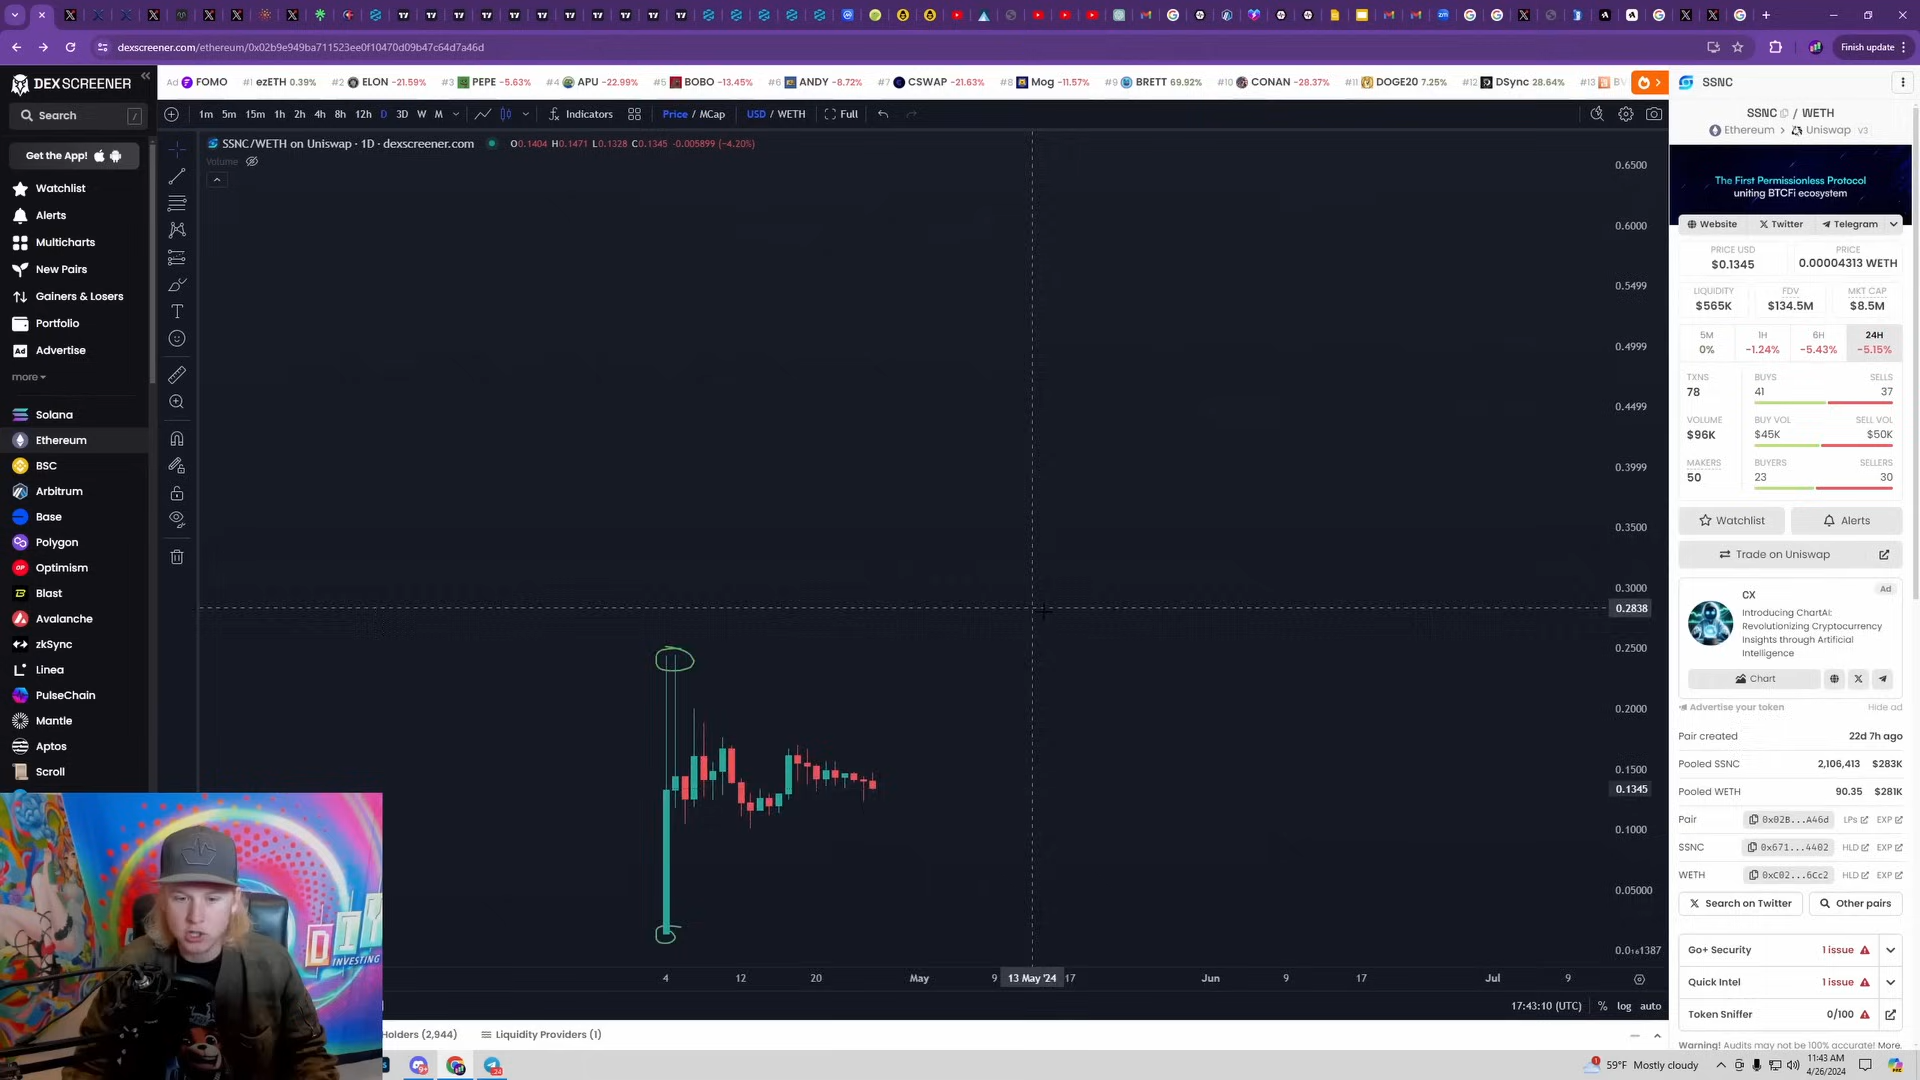 dexscreener.com/ethereum/0x02b9e949ba711523ee0f10470d09b47c64d7a46d
Finish update
DEXSCREENER
Ad FOMO #1 ezETH 0.39% #2 ELON -21.59% #3 PEPE -5.63% #4 APU -22.99% #5 BOBO -13.45% #6 ANDY -8.72% #7 CSWAP -21.63% #8 Mog -11.57% #9 BRETT 69.92% #10 CONAN -28.37% #11 DOGE20 7.25% #12 DSync 28.64% #13
SSNC
Search /
1m 5m 15m 1h 2h 4h 8h 12h D 3D W M Indicators Price / MCap USD / WETH Full
SSNC / WETH
Ethereum > Uniswap V3
Get the App!
SSNC/WETH on Uniswap · 1D · dexscreener.com O0.1404 H0.1471 L0.1328 C0.1345 -0.005899 (-4.20%)
Volume
Watchlist
Alerts
Multicharts
New Pairs
Gainers & Losers
Portfolio
Advertise
more
Solana
Ethereum
BSC
Arbitrum
Base
Polygon
Optimism
Blast
Avalanche
zkSync
Linea
PulseChain
Mantle
Aptos
Scroll
0.6500
0.6000
0.5499
0.4999
0.4499
0.3999
0.3500
0.3000
0.2838
0.2500
0.2000
0.1500
0.1345
0.1000
0.05000
0.0₁₆1387
4 12 20 May 9 13 May '24 17 Jun 9 17 Jul 9
17:43:10 (UTC) % log auto
Holders (2,944) Liquidity Providers (1)
The First Permissionless Protocol
uniting BTCFi ecosystem
Website Twitter Telegram
PRICE USD
$0.1345
PRICE
0.00004313 WETH
LIQUIDITY
$565K
FDV
$134.5M
MKT CAP
$8.5M
5M
0%
1H
-1.24%
6H
-5.43%
24H
-5.15%
TXNS
78
BUYS
41
SELLS
37
VOLUME
$96K
BUY VOL
$45K
SELL VOL
$50K
MAKERS
50
BUYERS
23
SELLERS
30
Watchlist Alerts
Trade on Uniswap
CX
Ad
Introducing ChartAI:
Revolutionizing Cryptocurrency
Insights through Artificial
Intelligence
Chart
Advertise your token Hide ad
Pair created 22d 7h ago
Pooled SSNC 2,106,413 $283K
Pooled WETH 90.35 $281K
Pair 0x02B...A46d LPs EXP
SSNC 0x671...4402 HLD EXP
WETH 0xC02...6Cc2 HLD EXP
Search on Twitter Other pairs
Go+ Security 1 issue
Quick Intel 1 issue
Token Sniffer 0/100
Warning! Audits may not be 100% accurate! More.
DIY
INVESTING
24
59°F Mostly cloudy
11:43 AM
4/26/2024